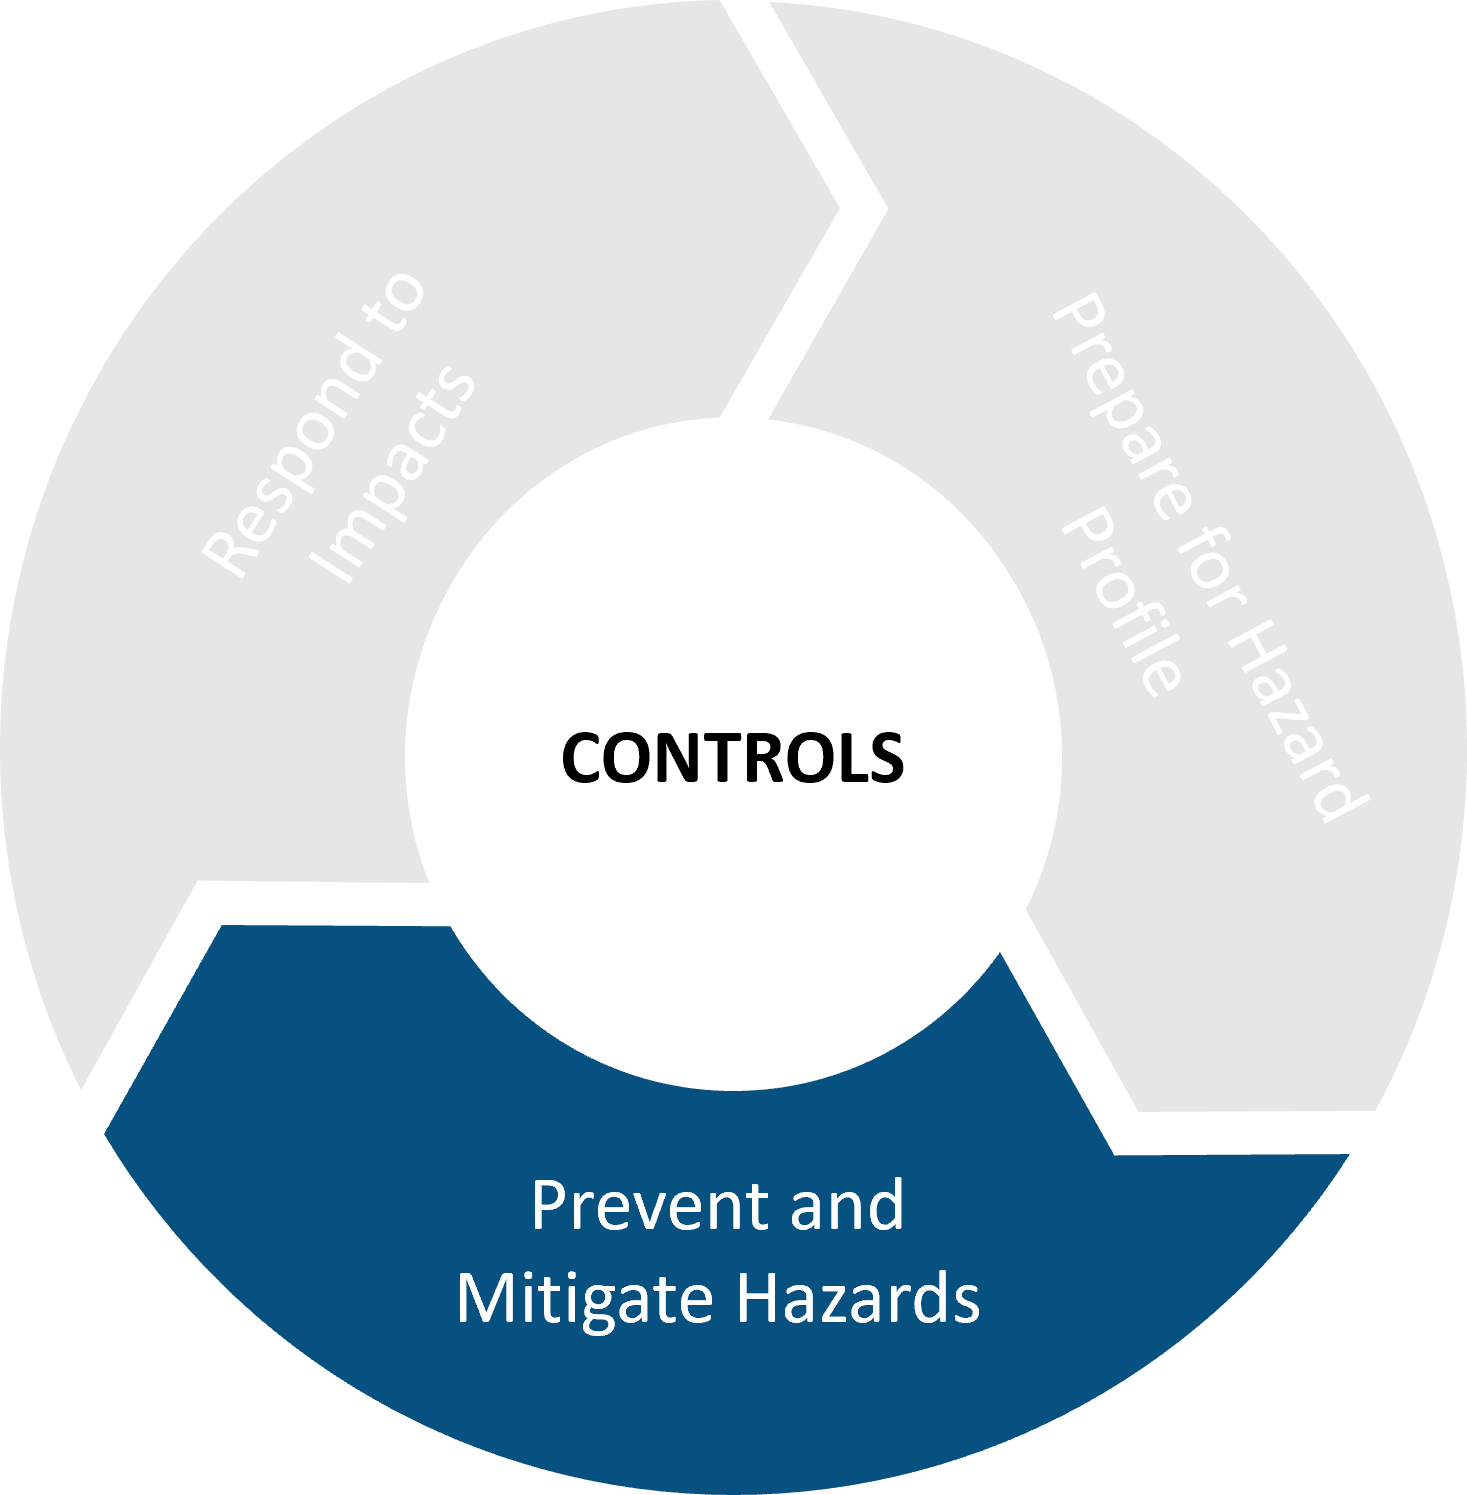 Respond to
Impacts
Prepare for Hazard
Profile
CONTROLS
Prevent and
Mitigate Hazards